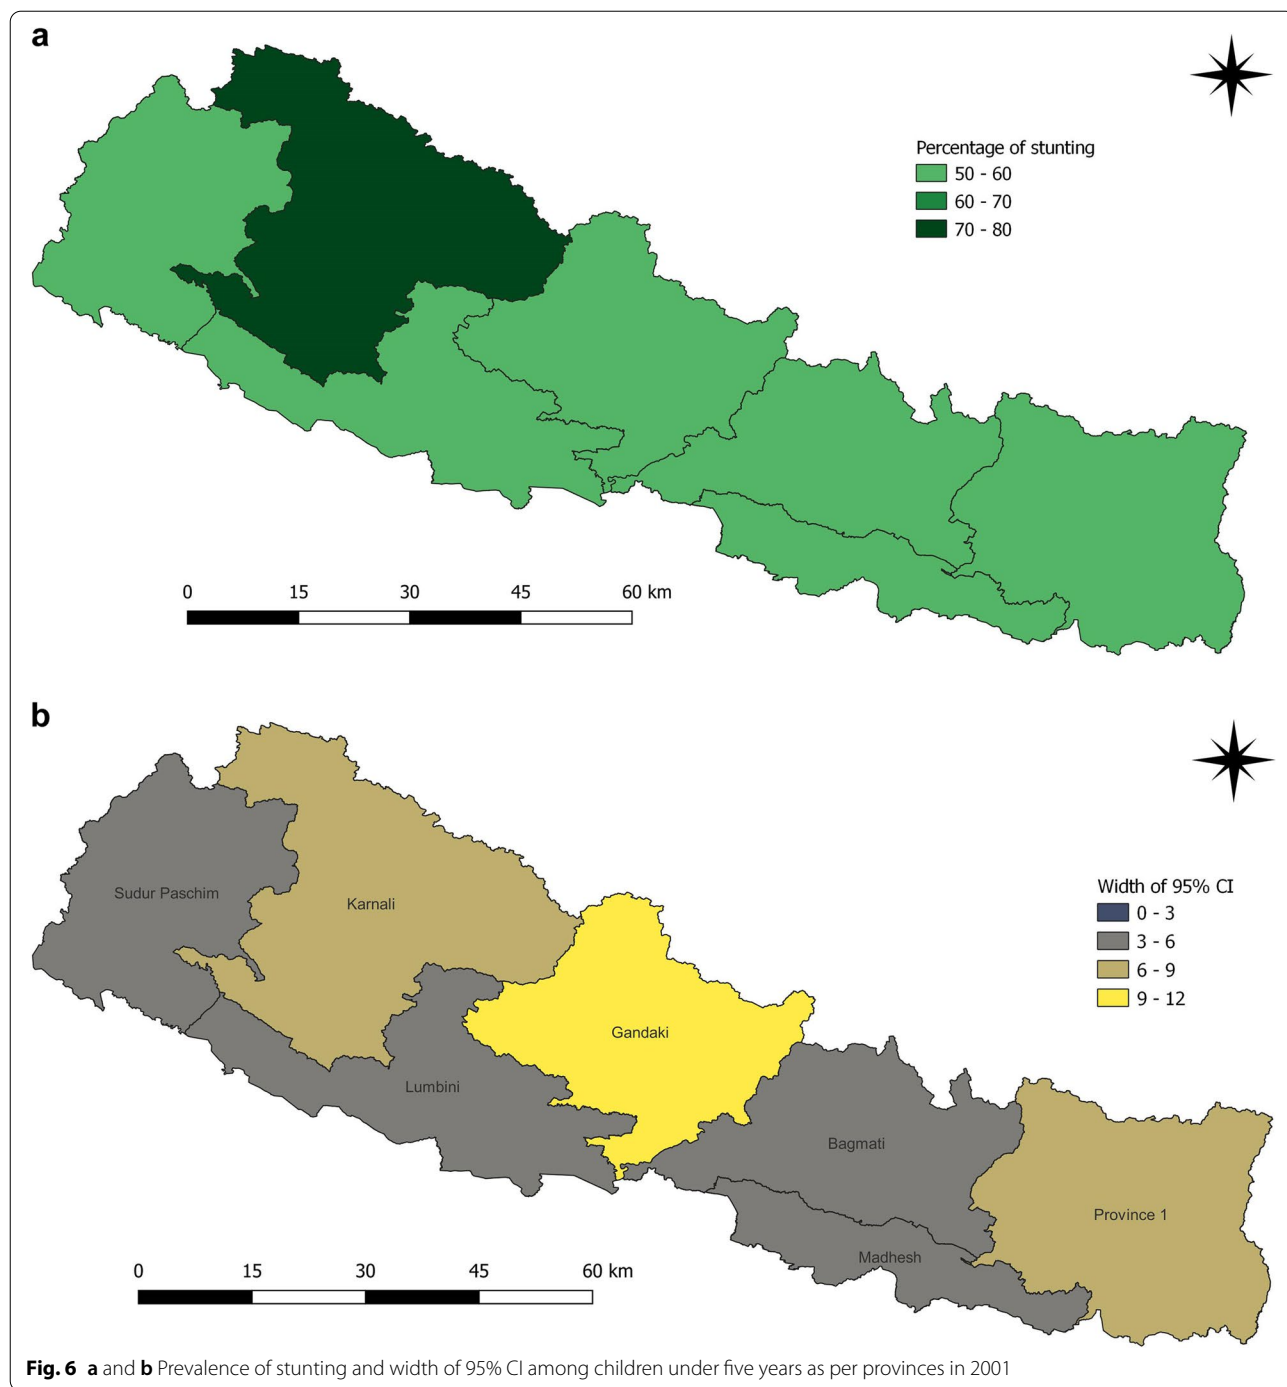 a
Percentage of stunting
50 - 60
60 - 70
70 - 80
0 15 30 45 60 km
b
Width of 95% CI
0 - 3
3 - 6
6 - 9
9 - 12
Sudur Paschim
Karnali
Gandaki
Lumbini
Bagmati
Province 1
Madhesh
0 15 30 45 60 km
Fig. 6 a and b Prevalence of stunting and width of 95% CI among children under five years as per provinces in 2001